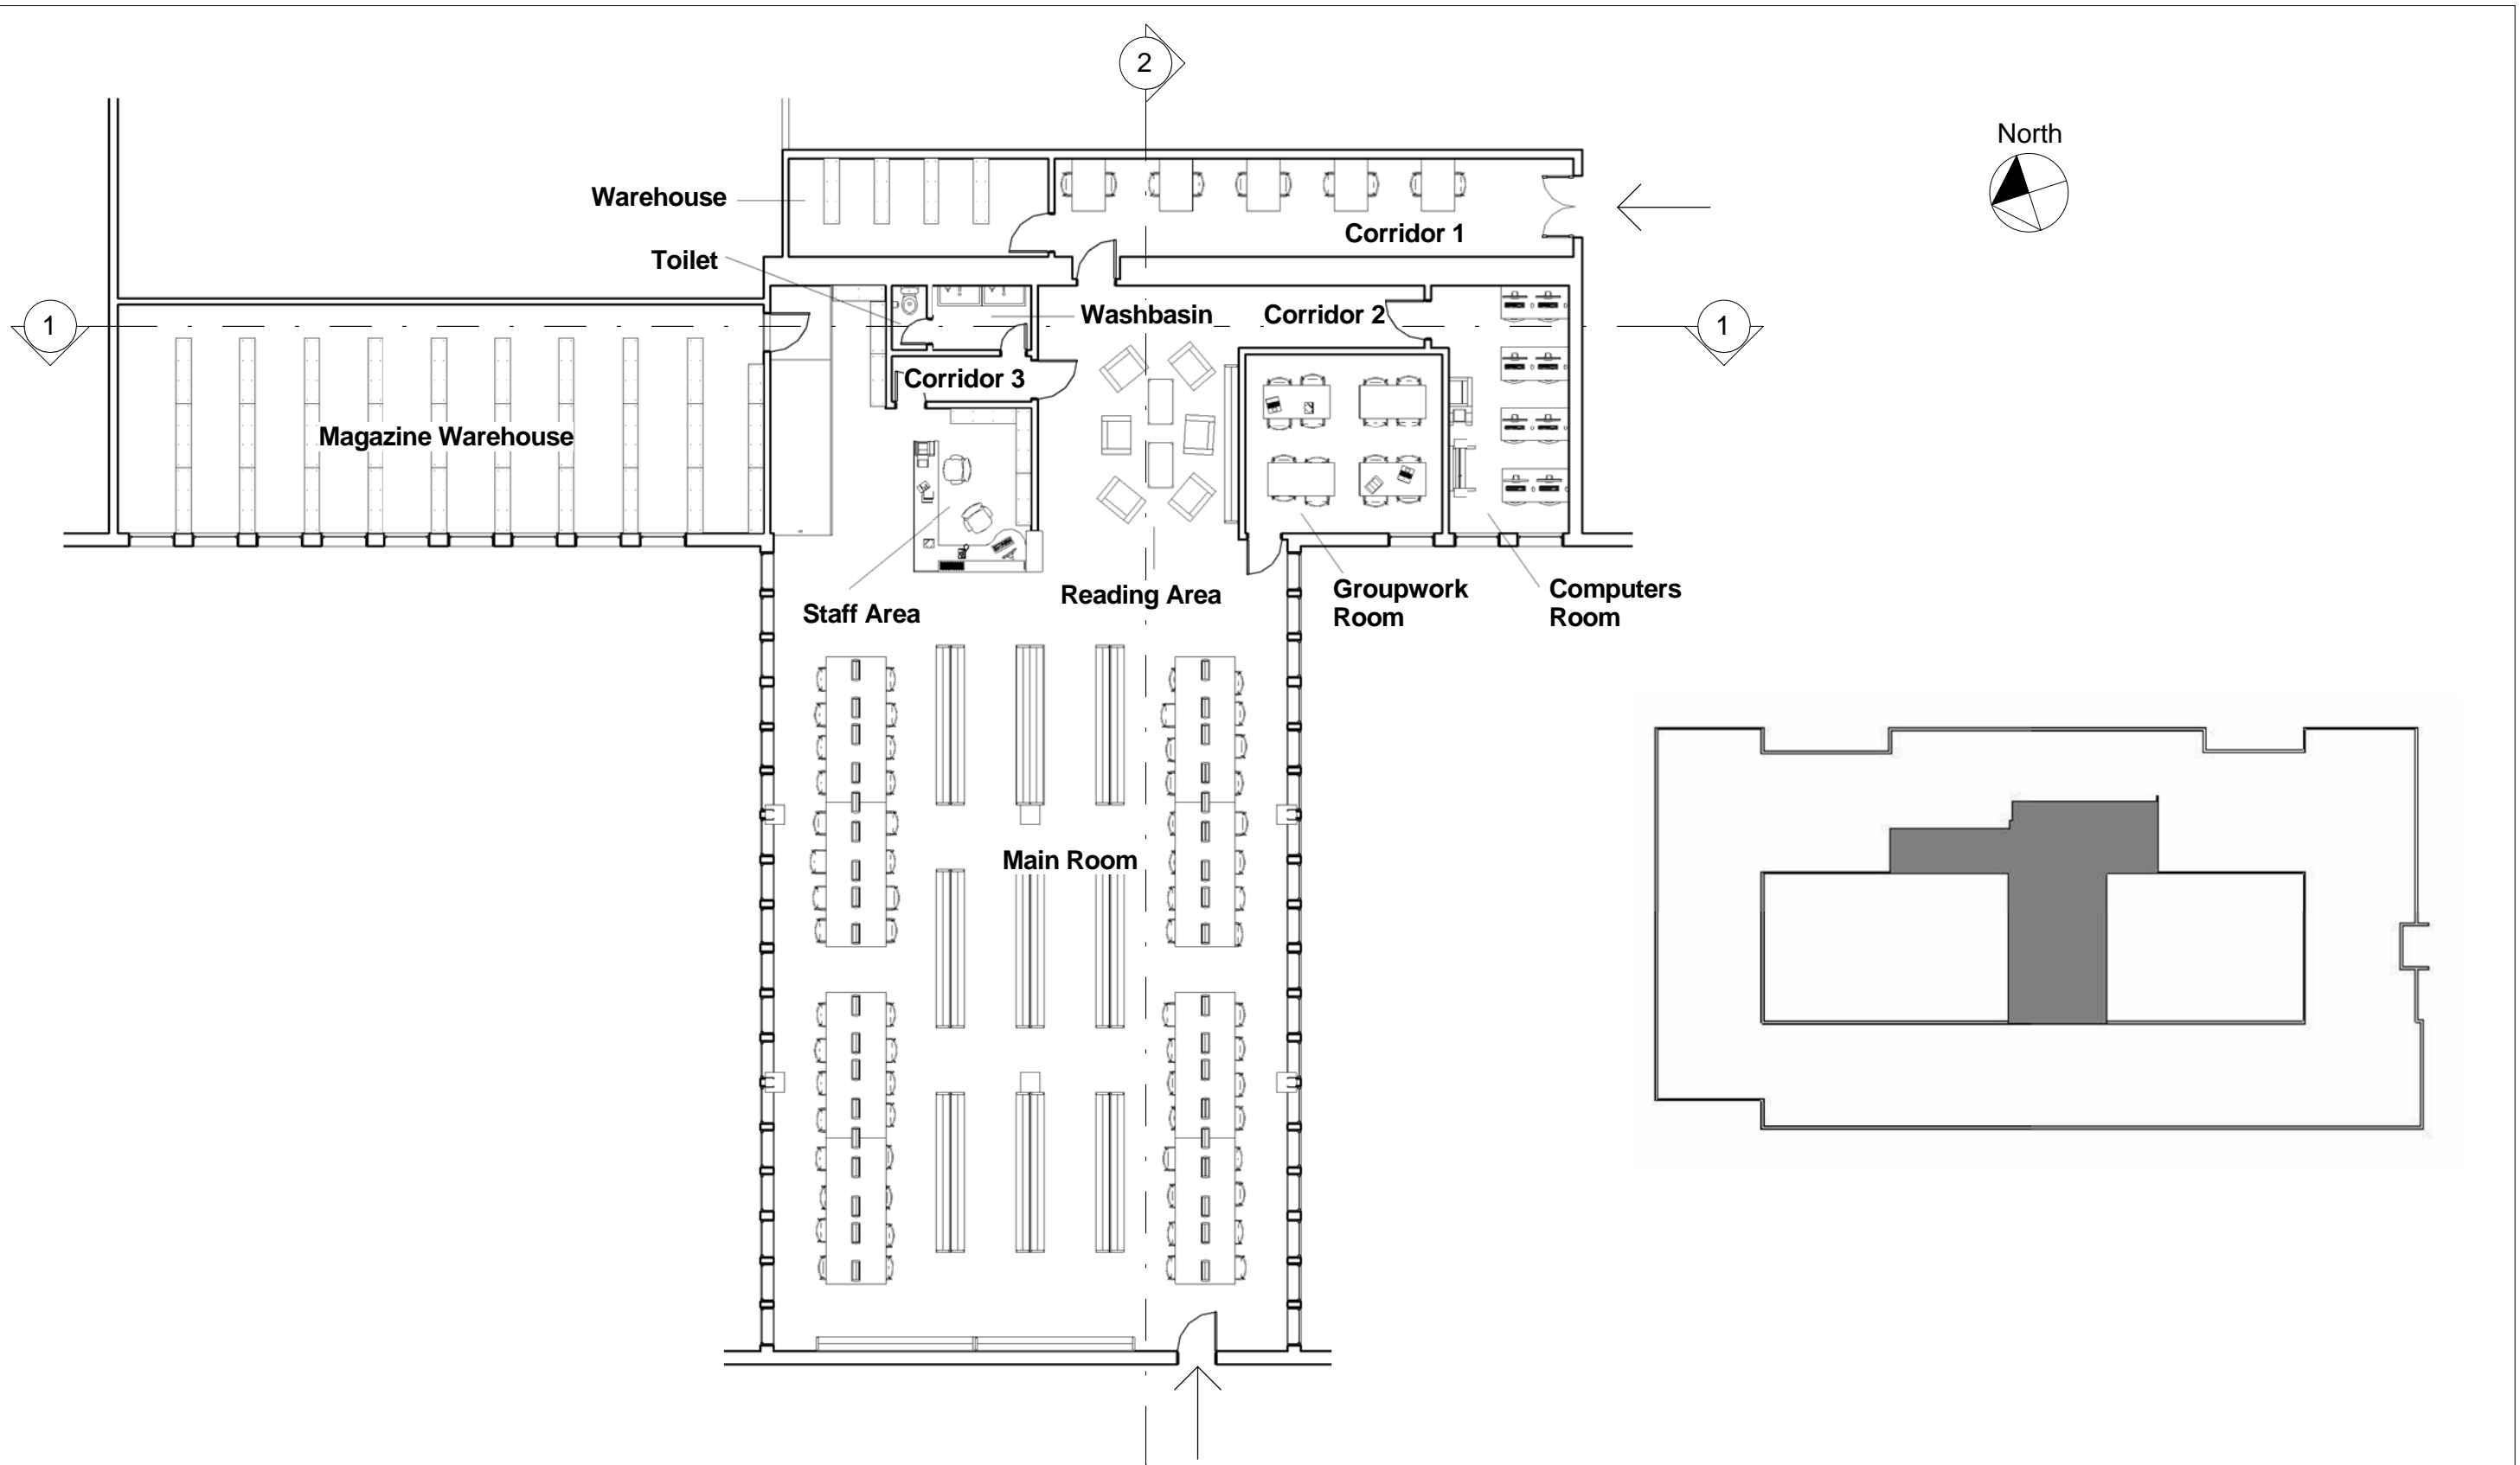 2
North
Warehouse
Corridor 1
Toilet
1
Washbasin
Corridor 2
1
Corridor 3
Magazine Warehouse
Staff Area
Reading Area
Groupwork
Room
Computers
Room
Main Room